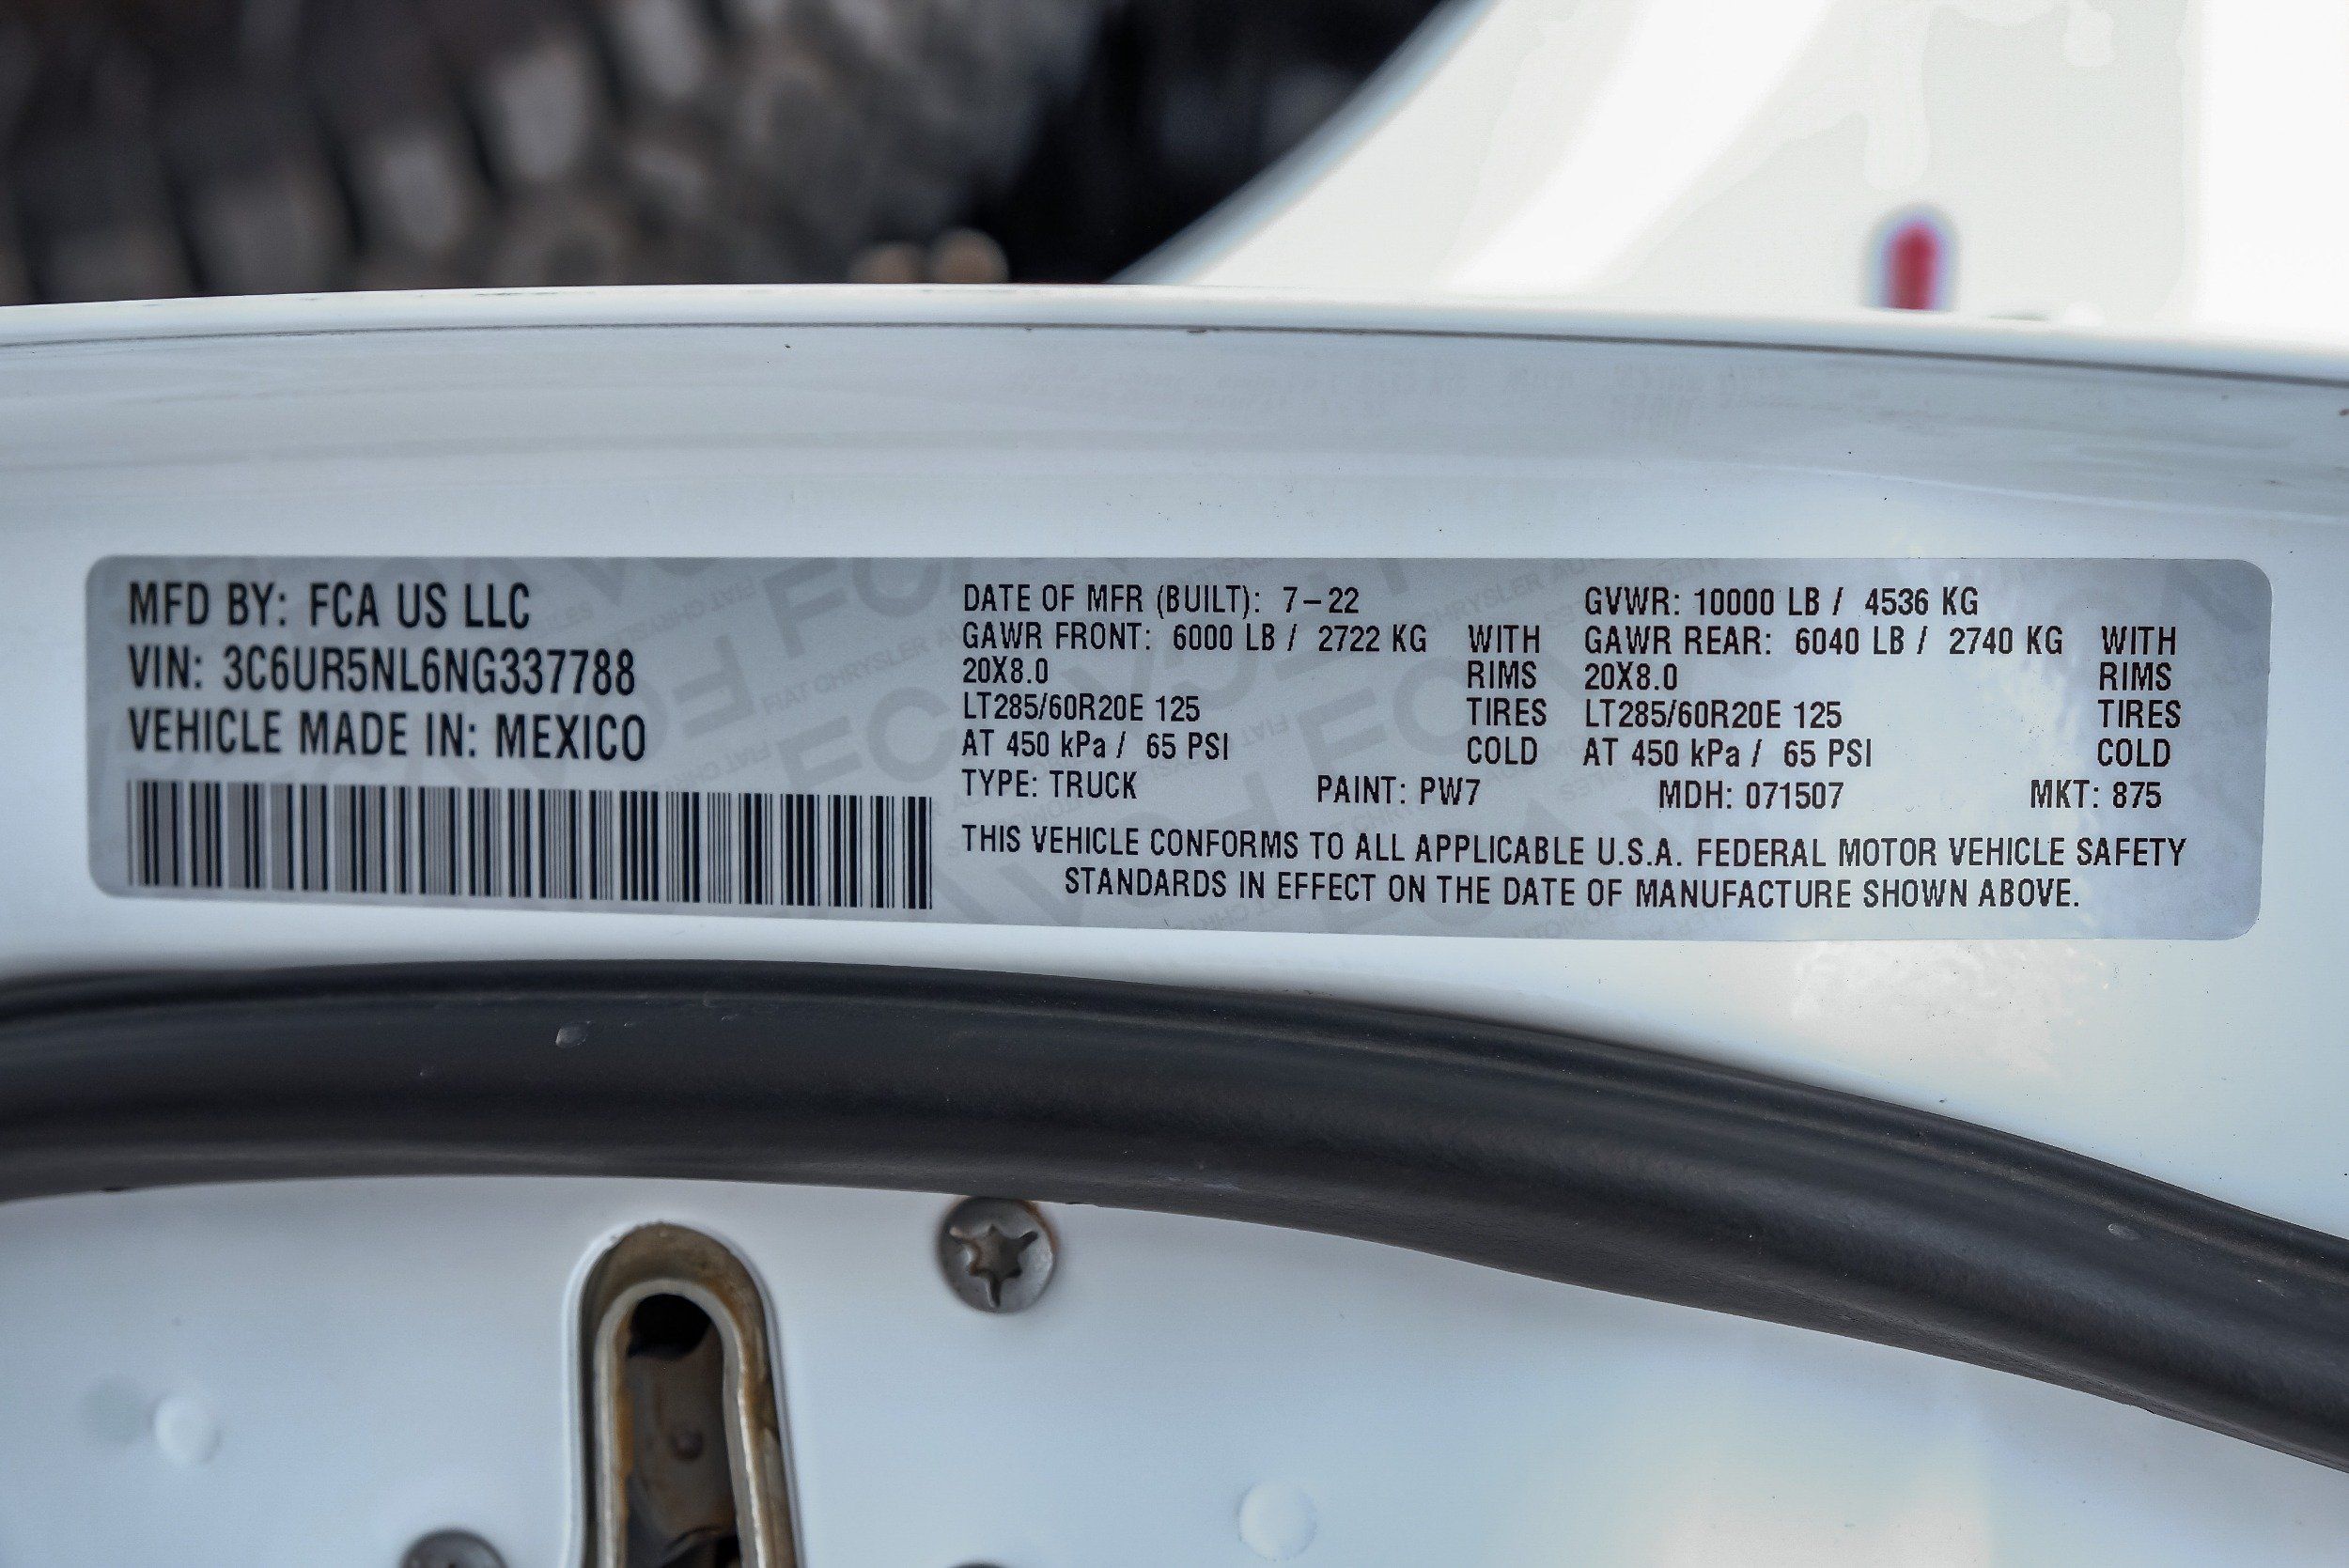 MFD BY: FCA US LLC
VIN: 3C6UR5NL6NG337788
VEHICLE MADE IN: MEXICO
DATE OF MFR (BUILT): 7-22 GVWR: 10000 LB / 4536 KG
GAWR FRONT: 6000 LB / 2722 KG WITH GAWR REAR: 6040 LB / 2740 KG WITH
20X8.0 RIMS 20X8.0 RIMS
LT285/60R20E 125 TIRES LT285/60R20E 125 TIRES
AT 450 kPa / 65 PSI COLD AT 450 kPa / 65 PSI COLD
TYPE: TRUCK PAINT: PW7 MDH: 071507 MKT: 875
THIS VEHICLE CONFORMS TO ALL APPLICABLE U.S.A. FEDERAL MOTOR VEHICLE SAFETY
STANDARDS IN EFFECT ON THE DATE OF MANUFACTURE SHOWN ABOVE.